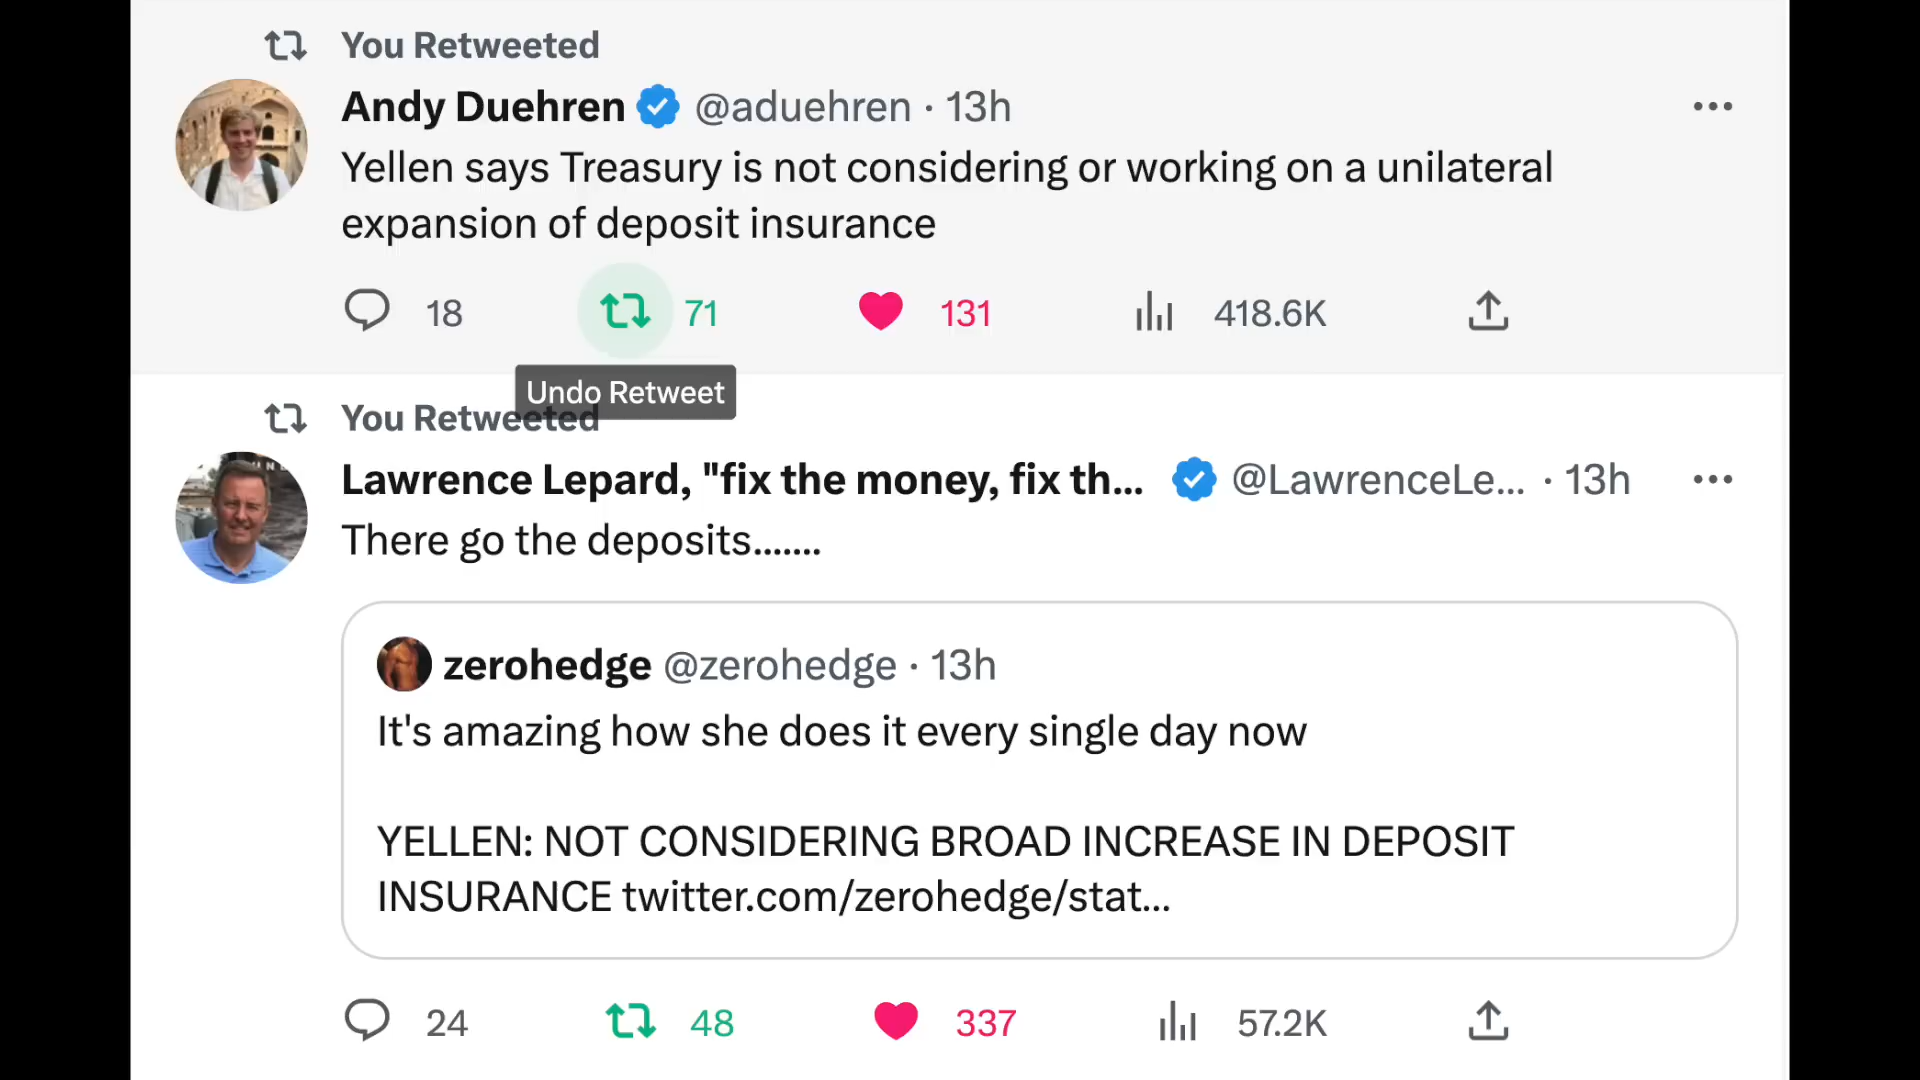 You Retweeted
Andy Duehren @aduehren · 13h
Yellen says Treasury is not considering or working on a unilateral
expansion of deposit insurance
18 71 131 418.6K
Undo Retweet
You Retweeted
Lawrence Lepard, "fix the money, fix th... @LawrenceLe... · 13h
There go the deposits.......
zerohedge @zerohedge · 13h
It's amazing how she does it every single day now
YELLEN: NOT CONSIDERING BROAD INCREASE IN DEPOSIT
INSURANCE twitter.com/zerohedge/stat...
24 48 337 57.2K